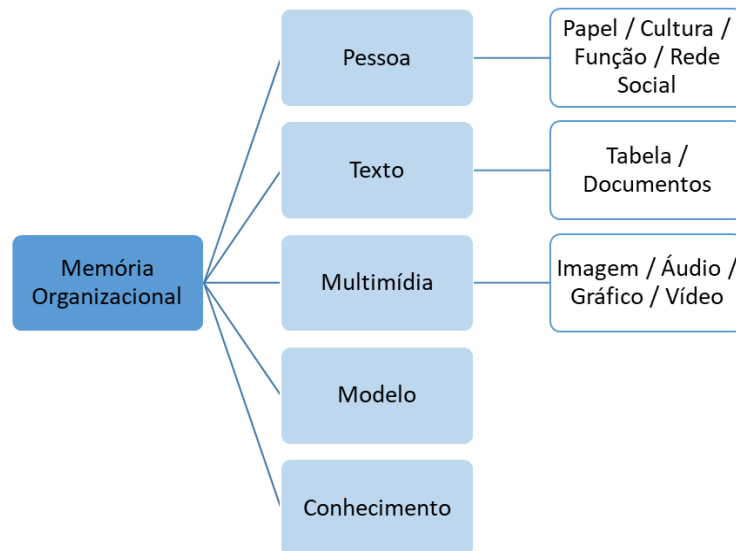 Memória
Organizacional
Pessoa
Papel / Cultura /
Função / Rede
Social
Texto
Tabela /
Documentos
Multimídia
Imagem / Áudio /
Gráfico / Vídeo
Modelo
Conhecimento